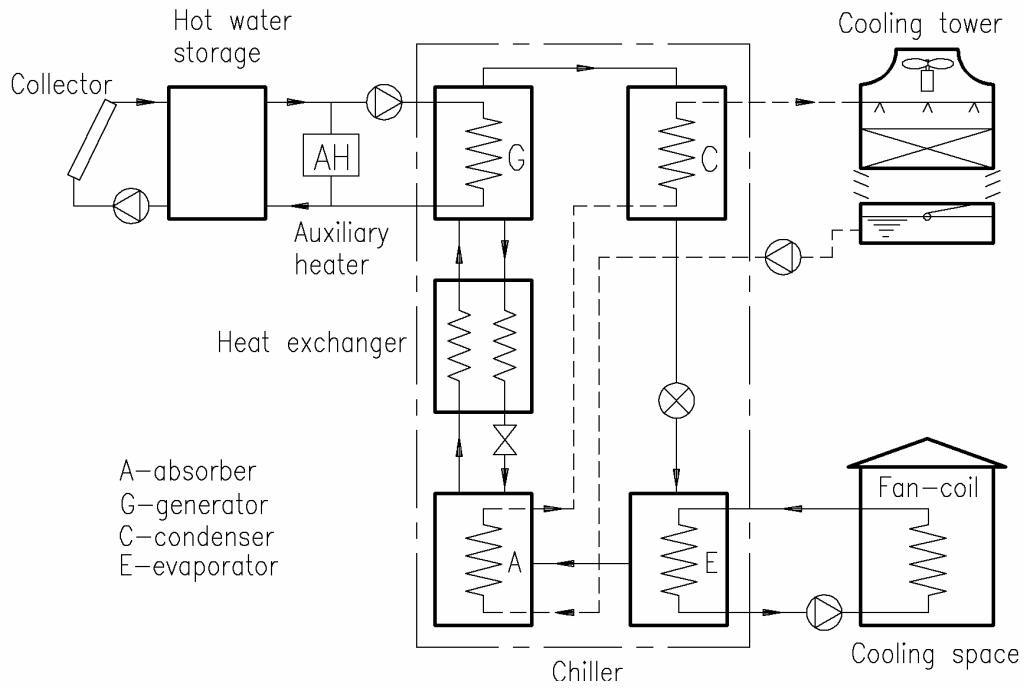 Hot water
storage
Cooling tower
Collector
AH
G
C
Auxiliary
heater
Heat exchanger
A-absorber
G-generator
C-condenser
E-evaporator
Fan-coil
A
E
Cooling space
Chiller